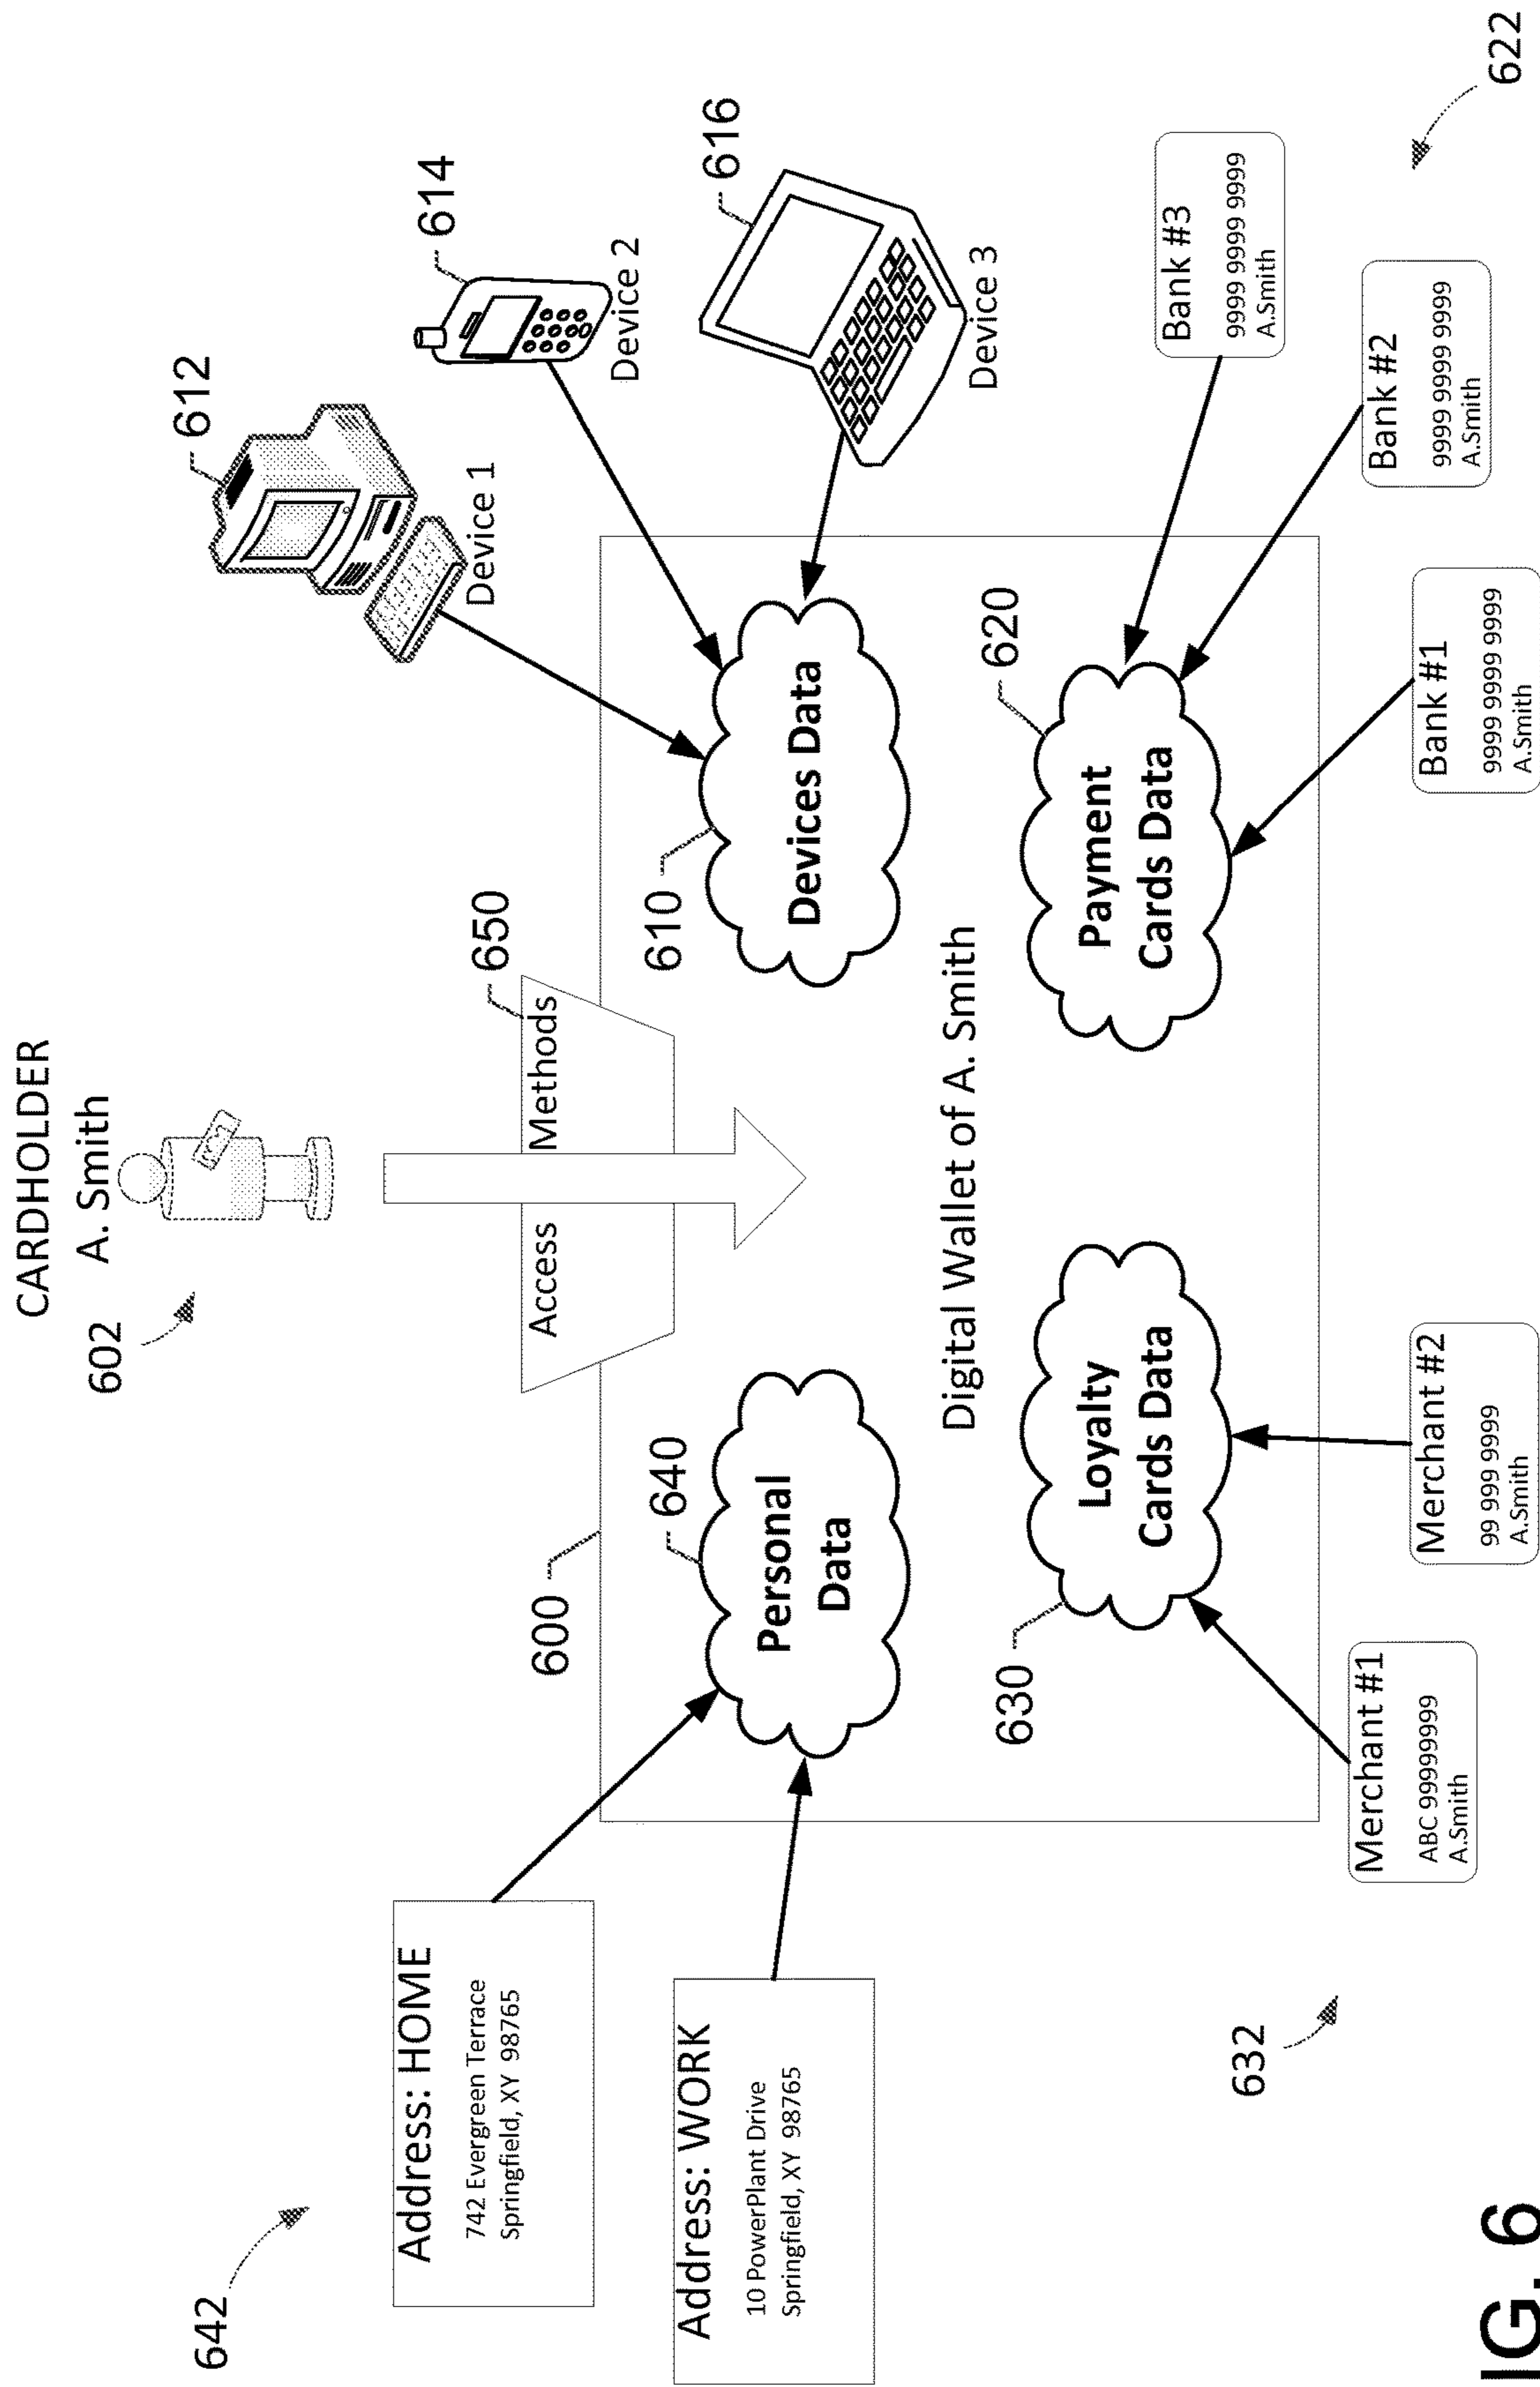 CARDHOLDER
A. Smith
602
642
Address: HOME
742 Evergreen Terrace
Springfield, XY 98765
Address: WORK
10 PowerPlant Drive
Springfield, XY 98765
600
Access Methods
650
612
Device 1
614
Device 2
616
Device 3
640
Personal
Data
610
Devices Data
Digital Wallet of A. Smith
630
Loyalty
Cards Data
620
Payment
Cards Data
632
Merchant #1
ABC 99999999
A.Smith
Merchant #2
99 999 9999
A.Smith
Bank #1
9999 9999 9999
A.Smith
Bank #2
9999 9999 9999
A.Smith
Bank #3
9999 9999 9999
A.Smith
622
IG. 6